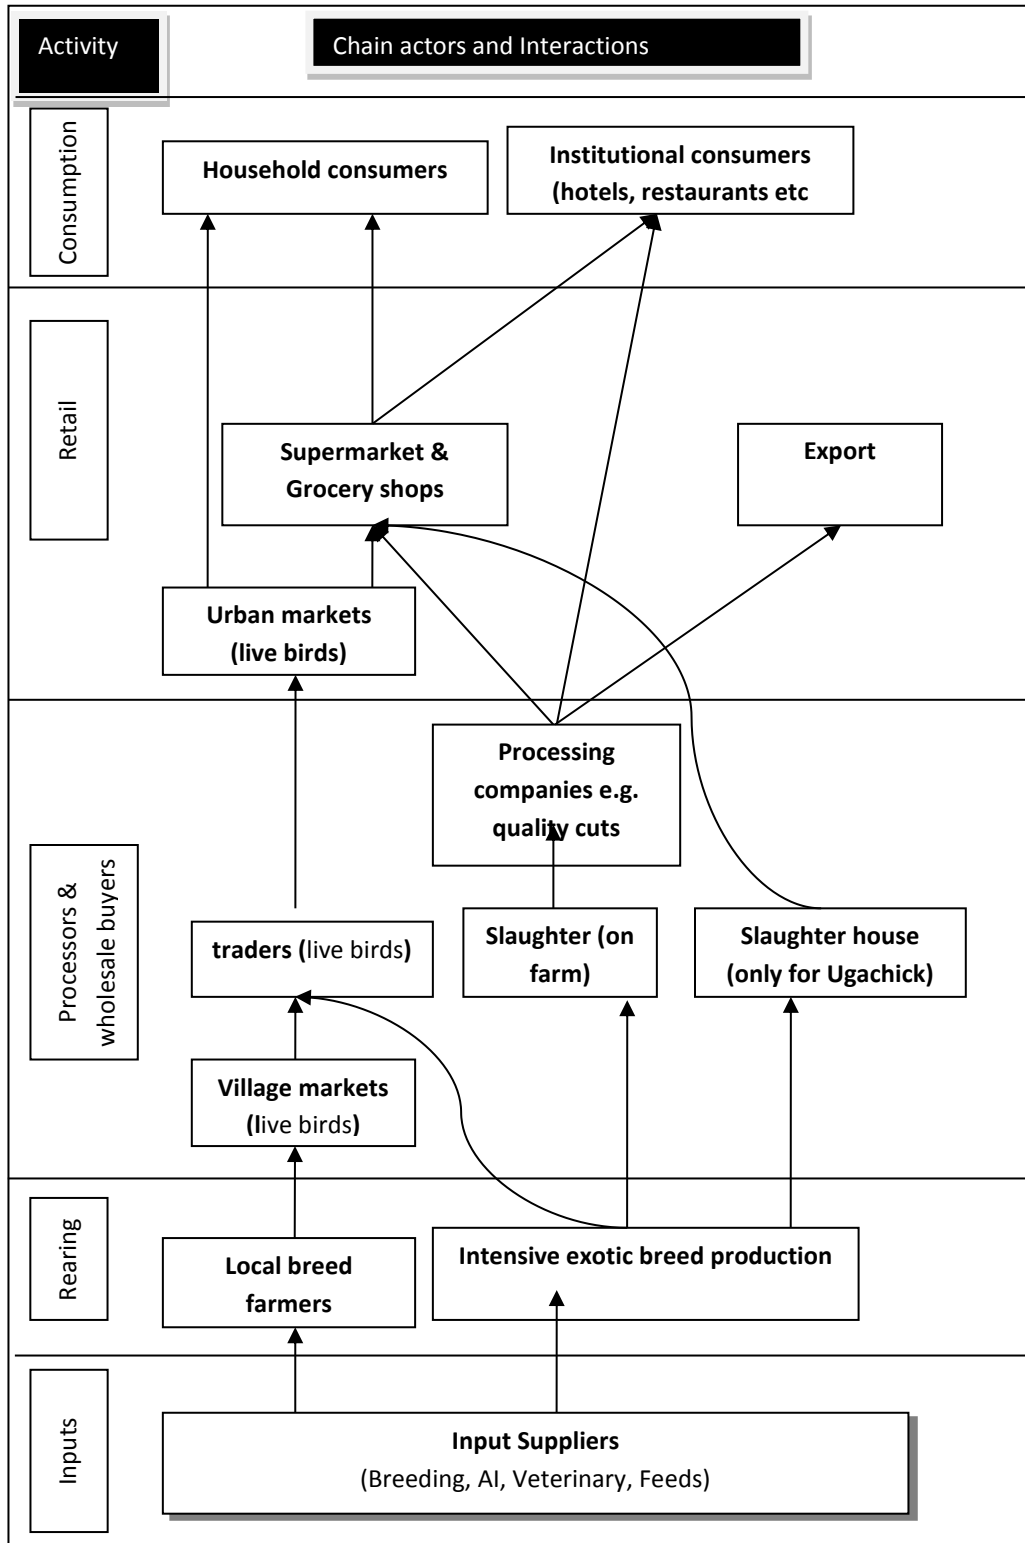 Activity
Chain actors and Interactions
Consumption
Household consumers
Institutional consumers
(hotels, restaurants etc
Retail
Supermarket &
Grocery shops
Export
Urban markets
(live birds)
Processors &
wholesale buyers
Processing
companies e.g.
quality cuts
traders (live birds)
Slaughter (on
farm)
Slaughter house
(only for Ugachick)
Village markets
(live birds)
Rearing
Local breed
farmers
Intensive exotic breed production
Inputs
Input Suppliers
(Breeding, AI, Veterinary, Feeds)